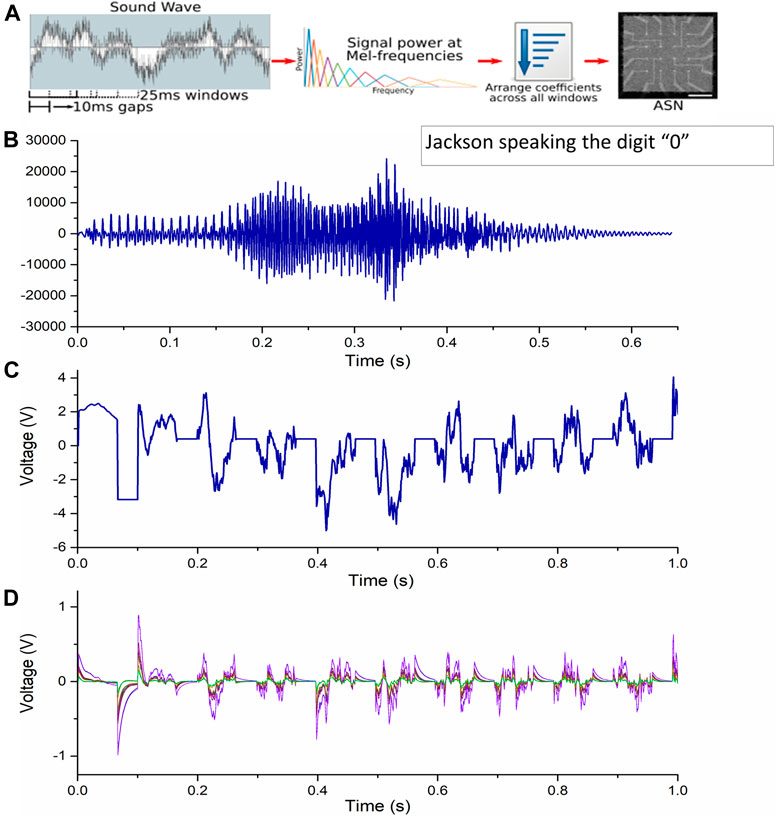 A
Sound Wave
25ms windows
10ms gaps
Power
Frequency
Signal power at
Mel-frequencies
Arrange coefficients
across all windows
ASN
B
Jackson speaking the digit “0”
30000
20000
10000
0
-10000
-20000
-30000
0.0 0.1 0.2 0.3 0.4 0.5 0.6
Time (s)
C
Voltage (V)
4
2
0
-2
-4
-6
0.0 0.2 0.4 0.6 0.8 1.0
Time (s)
D
Voltage (V)
1
0
-1
0.0 0.2 0.4 0.6 0.8 1.0
Time (s)